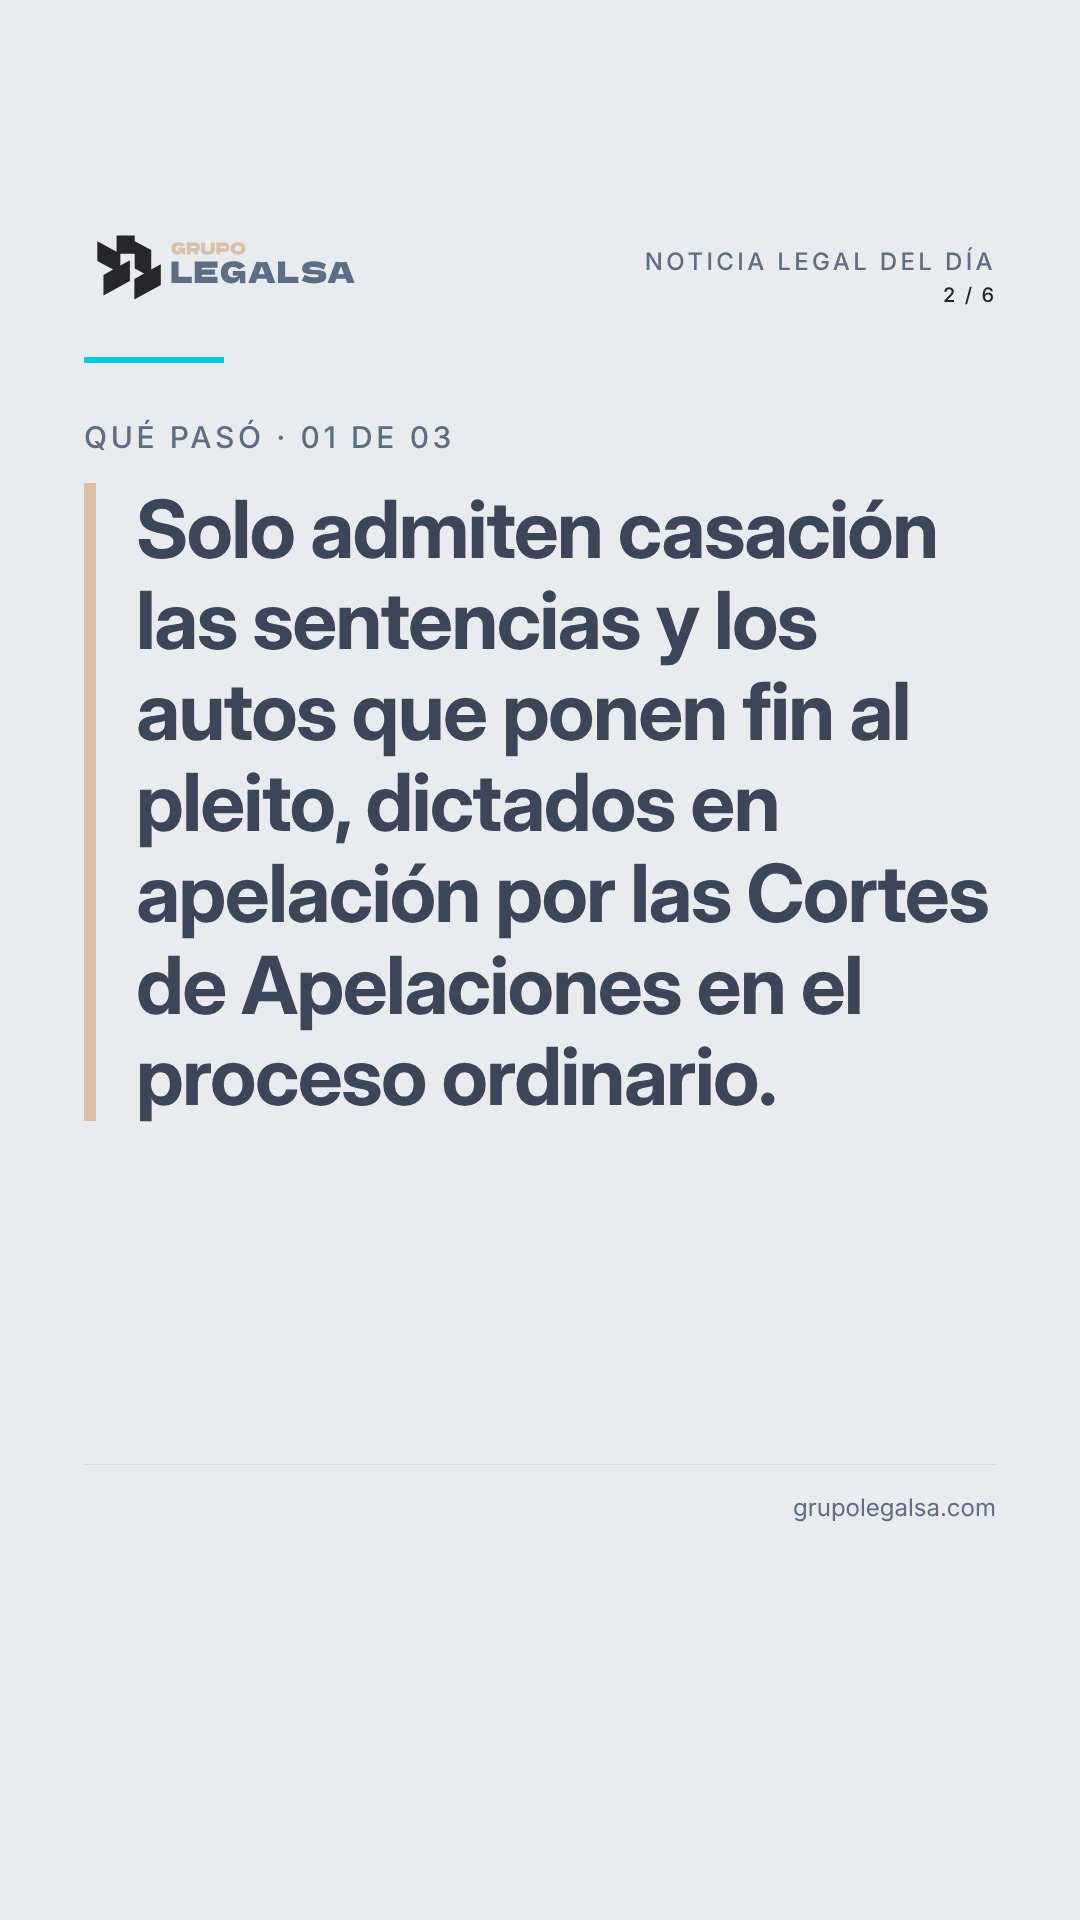 GRUPO
LEGALSA
NOTICIA LEGAL DEL DÍA
2 / 6
QUÉ PASÓ · 01 DE 03
Solo admiten casación
las sentencias y los
autos que ponen fin al
pleito, dictados en
apelación por las Cortes
de Apelaciones en el
proceso ordinario.
grupolegalsa.com